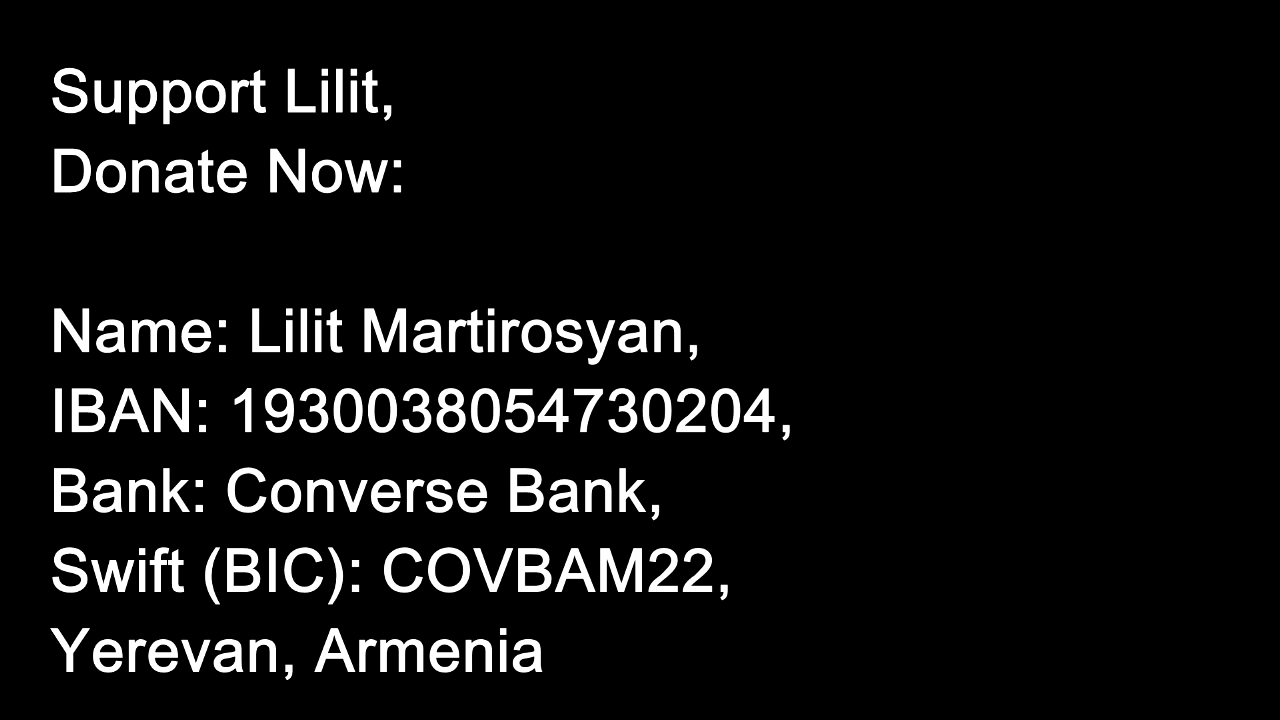 Support Lilit,
Donate Now:
Name: Lilit Martirosyan,
IBAN: 1930038054730204,
Bank: Converse Bank,
Swift (BIC): COVBAM22,
Yerevan, Armenia